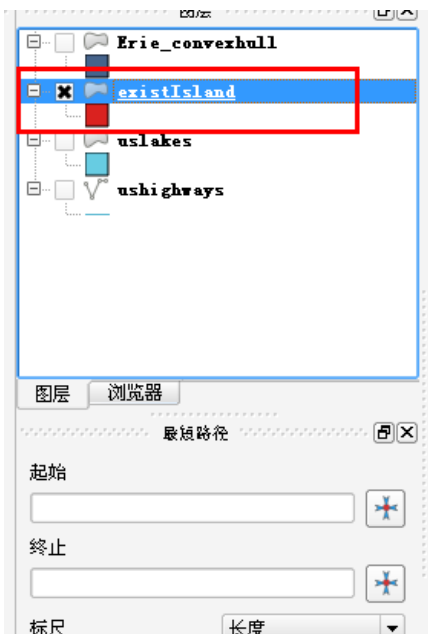 图层
Erie_convexhull
existIsland
uslakes
ushighways
图层 浏览器
最短路径
起始
终止
标尺 长度